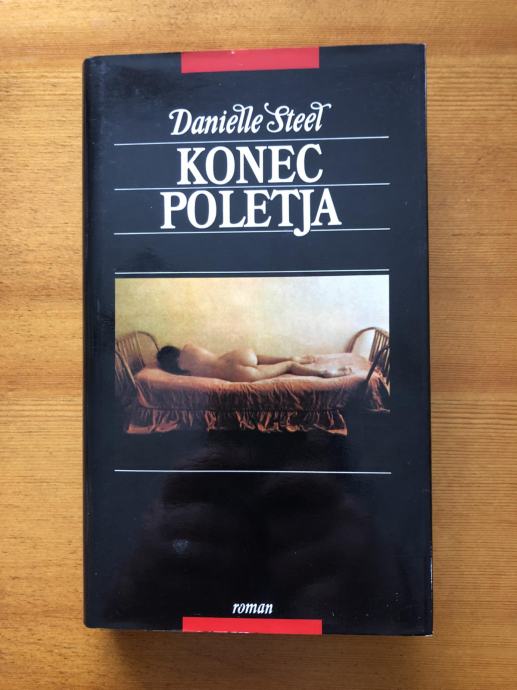 Danielle Steel
KONEC
POLETJA
roman